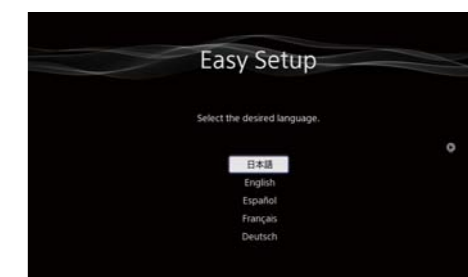 Easy Setup
Select the desired language.
日本語
English
Español
Français
Deutsch